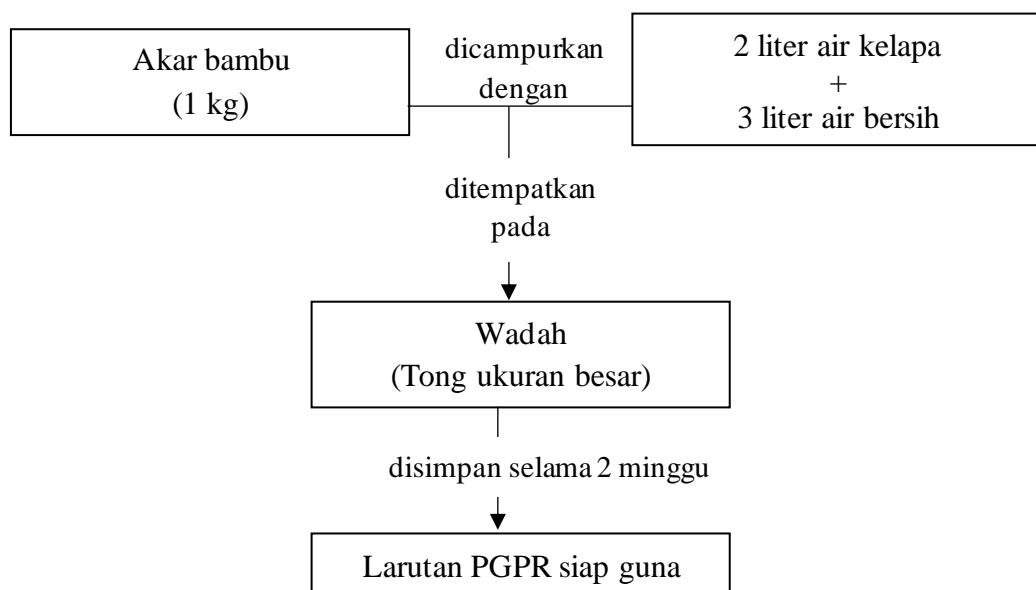 Akar bambu
(1 kg)
dicampurkan
dengan
2 liter air kelapa
+
3 liter air bersih
ditempatkan
pada
Wadah
(Tong ukuran besar)
disimpan selama 2 minggu
Larutan PGPR siap guna